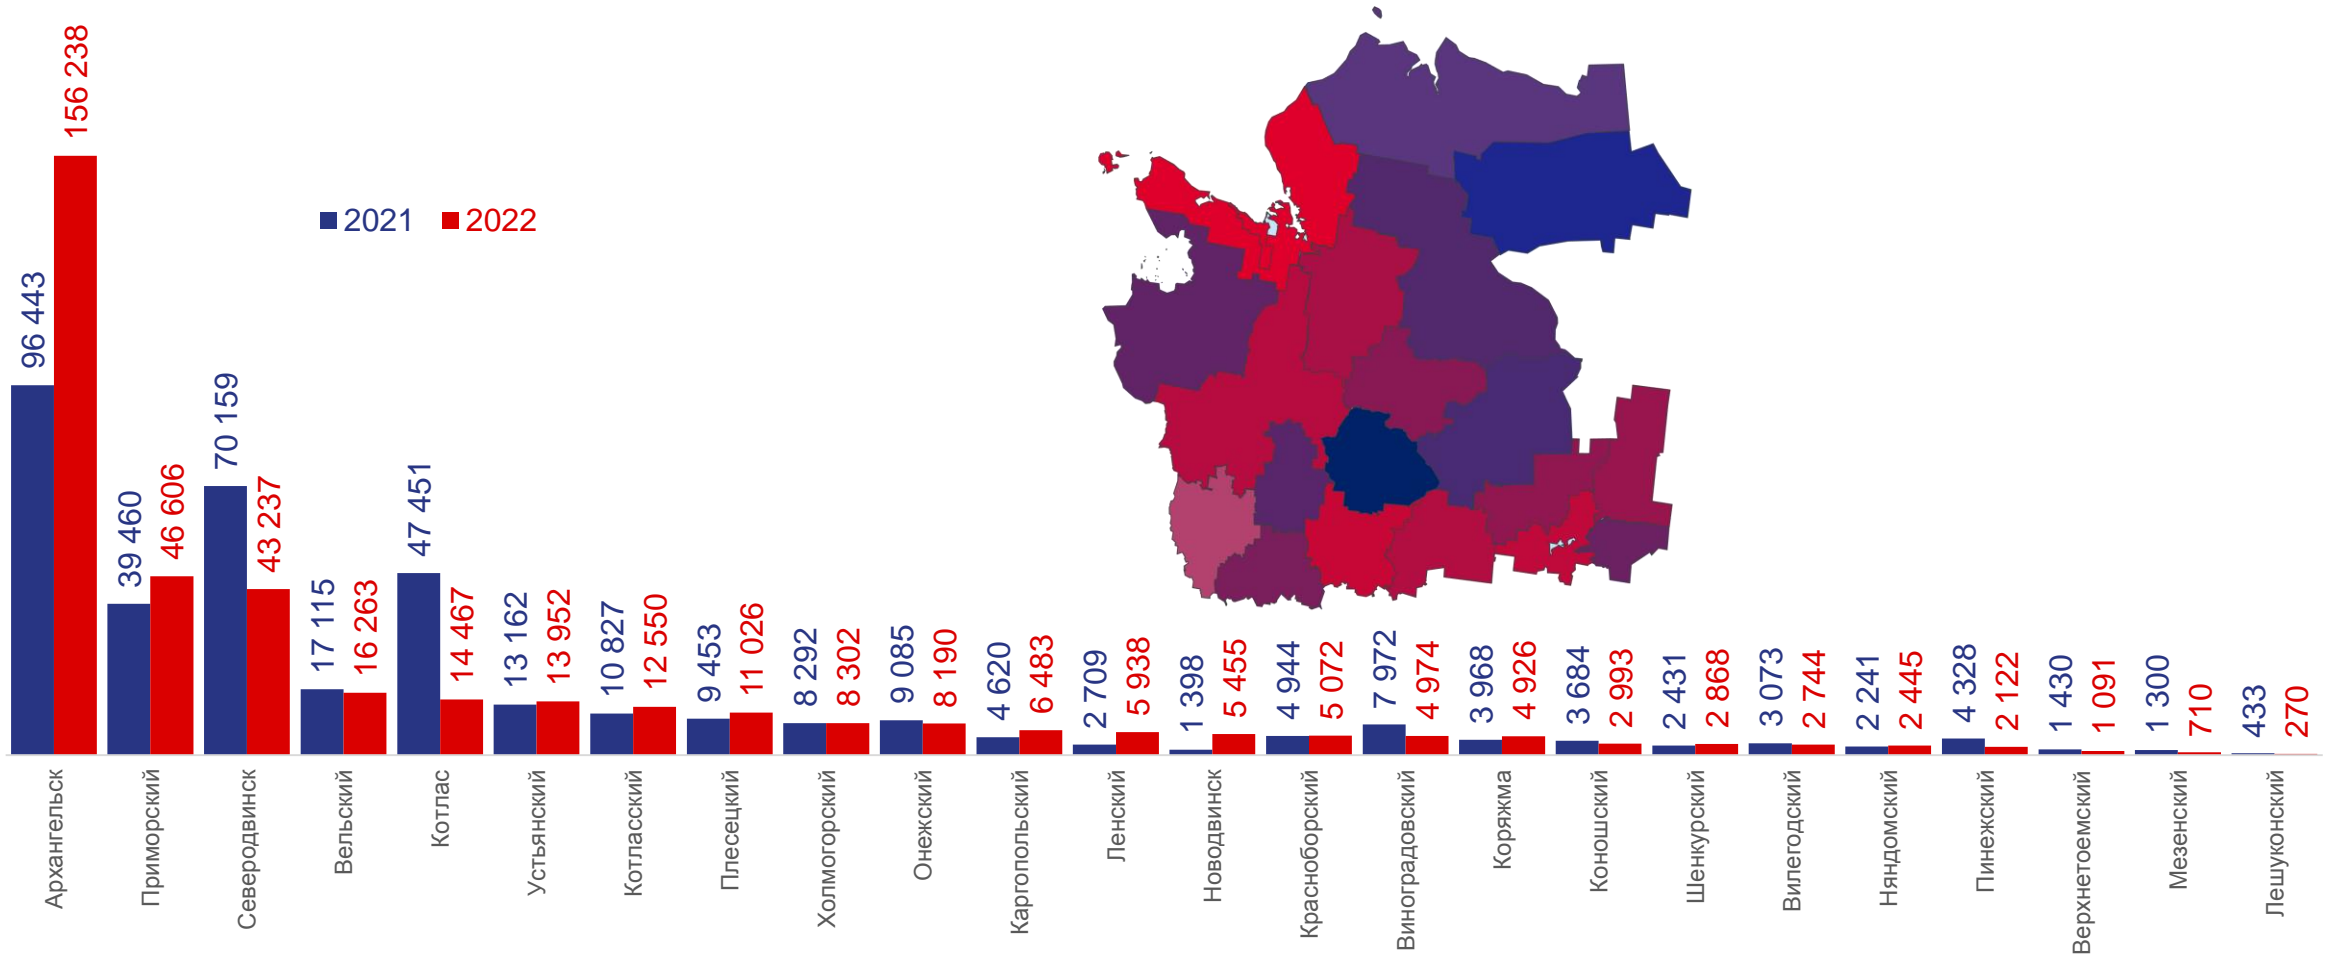 2021 2022
96 443
156 238
39 460
46 606
70 159
43 237
17 115
16 263
47 451
14 467
13 162
13 952
10 827
12 550
9 453
11 026
8 292
8 302
9 085
8 190
4 620
6 483
2 709
5 938
1 398
5 455
4 944
5 072
7 972
4 974
3 968
4 926
3 684
2 993
2 431
2 868
3 073
2 744
2 241
2 445
4 328
2 122
1 430
1 091
1 300
710
433
270
Архангельск
Приморский
Северодвинск
Вельский
Котлас
Устьянский
Котласский
Плесецкий
Холмогорский
Онежский
Каргопольский
Ленский
Новодвинск
Красноборский
Виноградовский
Коряжма
Коношский
Шенкурский
Вилегодский
Няндомский
Пинежский
Верхнетоемский
Мезенский
Лешуконский